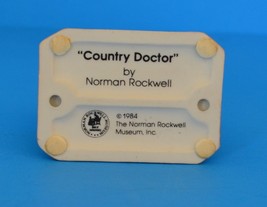 "Country Doctor"
by
Norman Rockwell
© 1984
The Norman Rockwell
Museum, Inc.